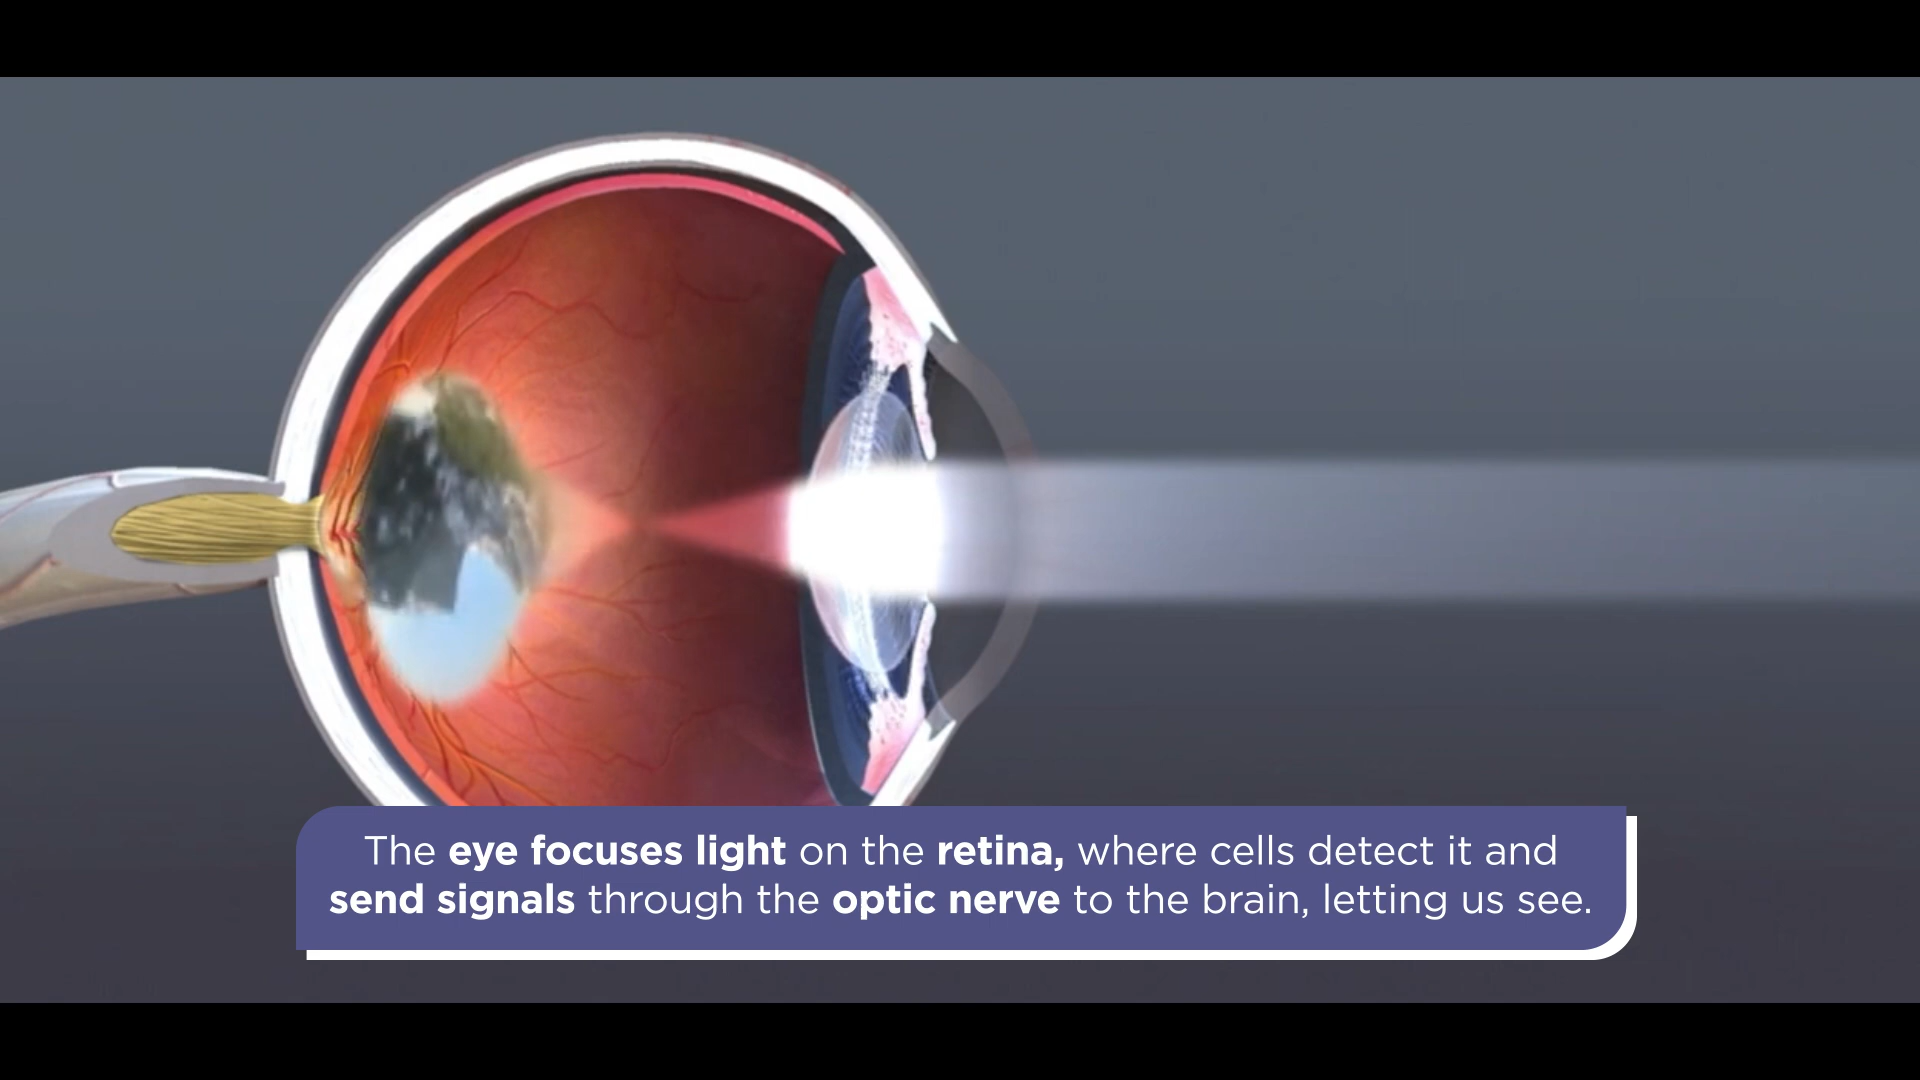 The eye focuses light on the retina, where cells detect it and
send signals through the optic nerve to the brain, letting us see.